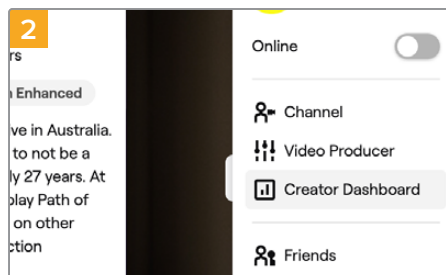 2
rs
Enhanced
ve in Australia.
to not be a
ly 27 years. At
play Path of
on other
ction
Online
Channel
Video Producer
Creator Dashboard
Friends